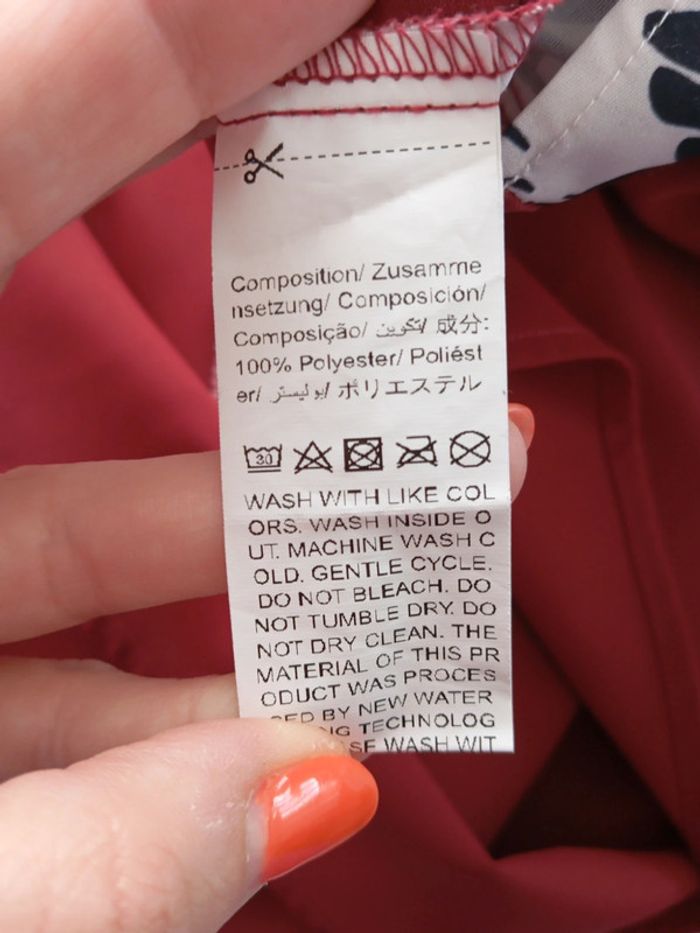 Composition/ Zusamme
nsetzung/ Composición/
Composição/ تكوين/ 成分:
100% Polyester/ Poliést
er/ بوليستر/ ポリエステル
30
WASH WITH LIKE COL
ORS. WASH INSIDE O
UT. MACHINE WASH C
OLD. GENTLE CYCLE.
DO NOT BLEACH. DO
NOT TUMBLE DRY. DO
NOT DRY CLEAN. THE
MATERIAL OF THIS PR
ODUCT WAS PROCES
SED BY NEW WATER
NG TECHNOLOG
SE WASH WIT